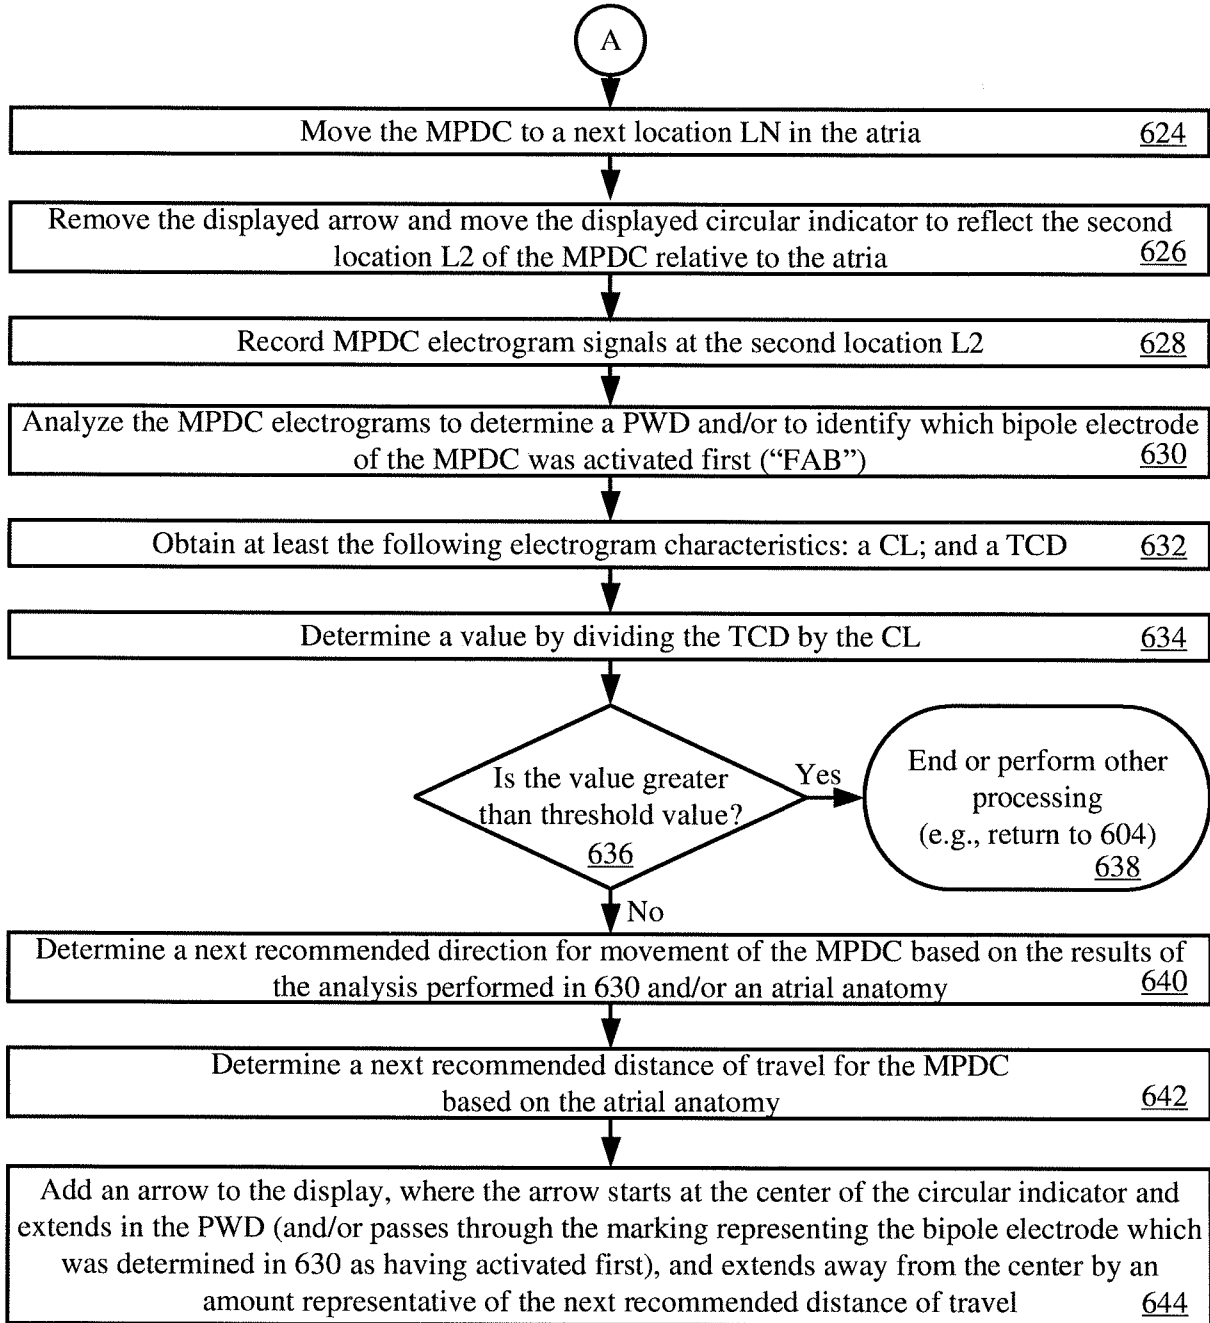 A
Move the MPDC to a next location LN in the atria 624
Remove the displayed arrow and move the displayed circular indicator to reflect the second
location L2 of the MPDC relative to the atria 626
Record MPDC electrogram signals at the second location L2 628
Analyze the MPDC electrograms to determine a PWD and/or to identify which bipole electrode
of the MPDC was activated first (“FAB”) 630
Obtain at least the following electrogram characteristics: a CL; and a TCD 632
Determine a value by dividing the TCD by the CL 634
Is the value greater
than threshold value?
636
Yes
End or perform other
processing
(e.g., return to 604)
638
No
Determine a next recommended direction for movement of the MPDC based on the results of
the analysis performed in 630 and/or an atrial anatomy 640
Determine a next recommended distance of travel for the MPDC
based on the atrial anatomy 642
Add an arrow to the display, where the arrow starts at the center of the circular indicator and
extends in the PWD (and/or passes through the marking representing the bipole electrode which
was determined in 630 as having activated first), and extends away from the center by an
amount representative of the next recommended distance of travel 644